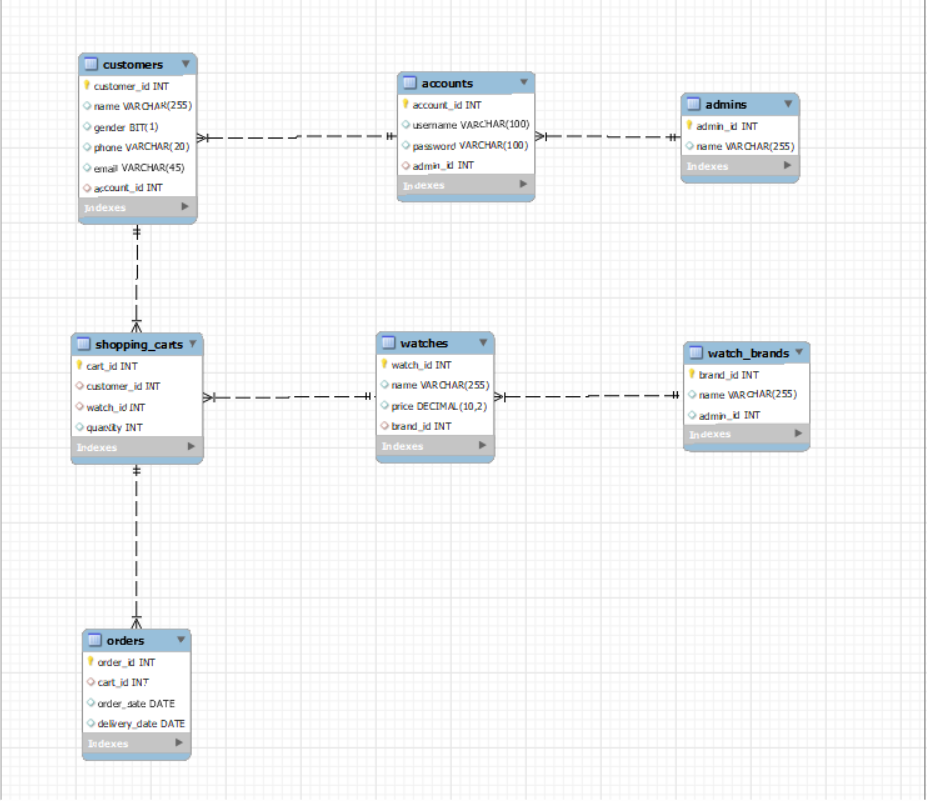 customers
customer_id INT
name VARCHAR(255)
gender BIT(1)
phone VARCHAR(20)
email VARCHAR(45)
account_id INT
Indexes
accounts
account_id INT
username VARCHAR(100)
password VARCHAR(100)
admin_id INT
Indexes
admins
admin_id INT
name VARCHAR(255)
Indexes
shopping_carts
cart_id INT
customer_id INT
watch_id INT
quantity INT
Indexes
watches
watch_id INT
name VARCHAR(255)
price DECIMAL(10,2)
brand_id INT
Indexes
watch_brands
brand_id INT
name VARCHAR(255)
admin_id INT
Indexes
orders
order_id INT
cart_id INT
order_sate DATE
delivery_date DATE
Indexes